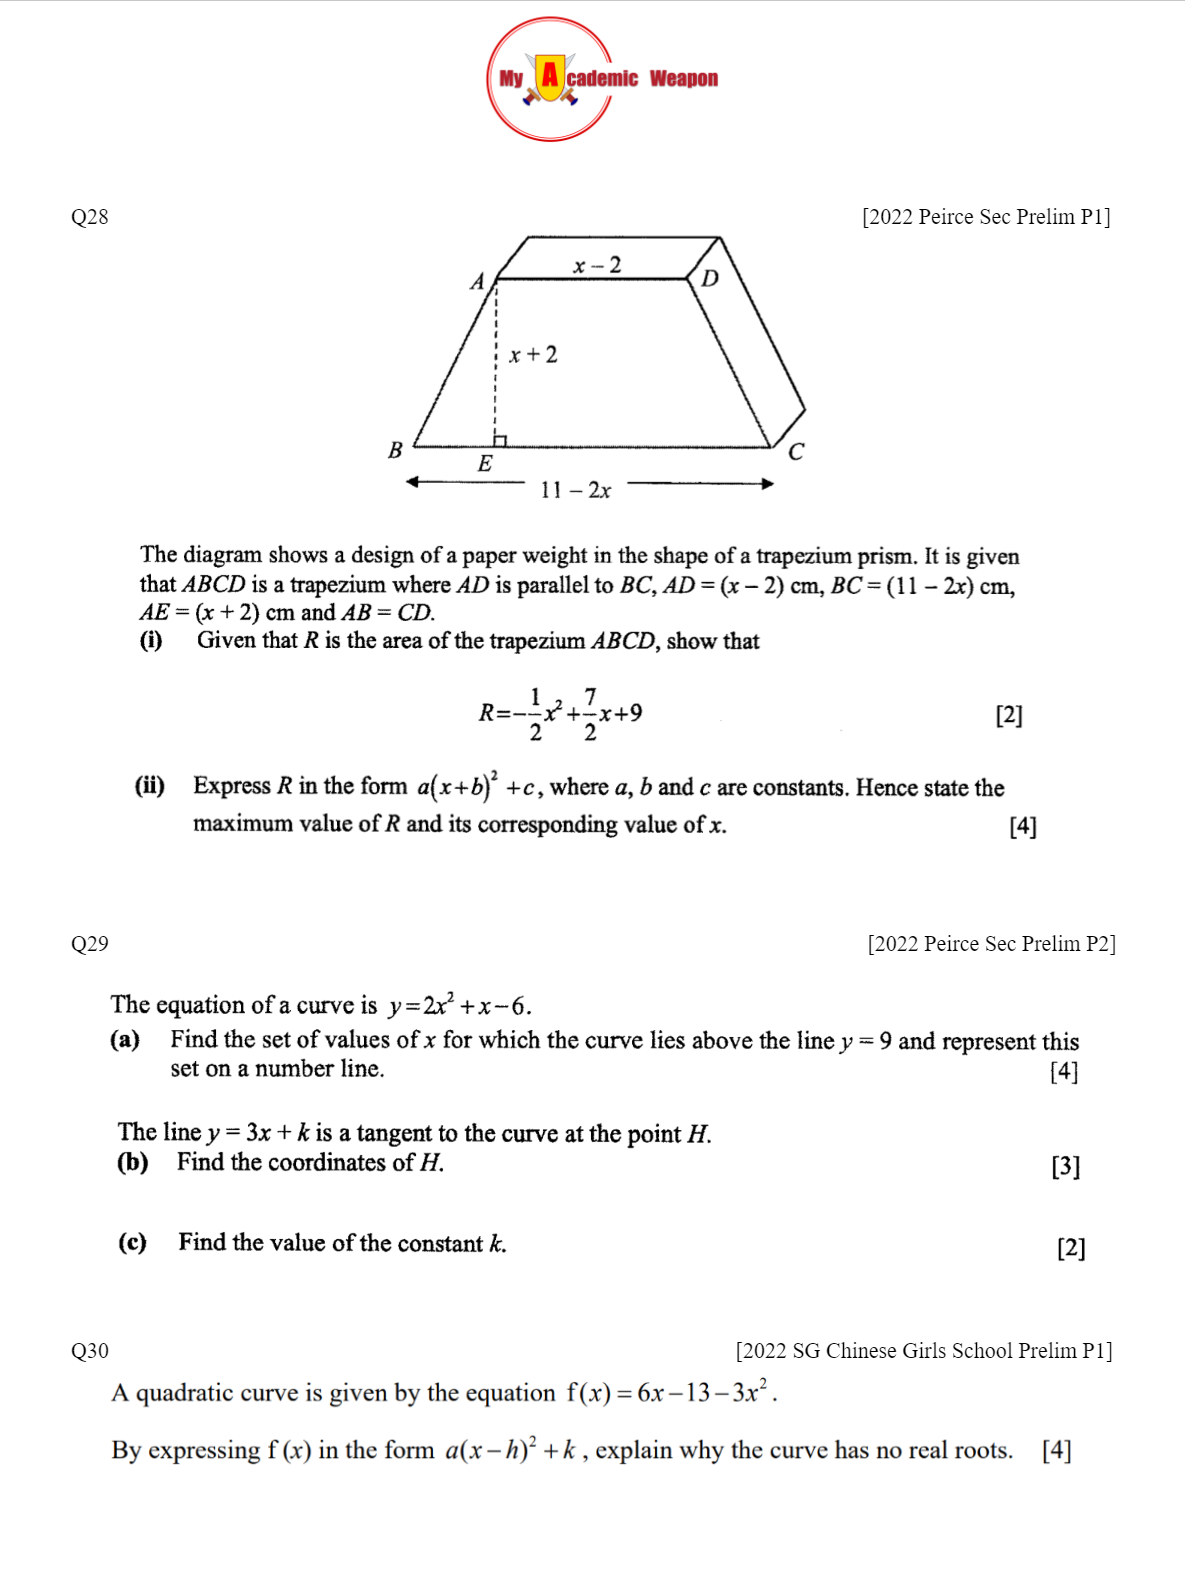 My Academic Weapon
Q28 [2022 Peirce Sec Prelim P1]
x − 2
A
D
x + 2
B
E
C
11 − 2x
The diagram shows a design of a paper weight in the shape of a trapezium prism. It is given
that ABCD is a trapezium where AD is parallel to BC, AD = (x − 2) cm, BC = (11 − 2x) cm,
AE = (x + 2) cm and AB = CD.
(i) Given that R is the area of the trapezium ABCD, show that
R=−1/2x²+7/2x+9 [2]
(ii) Express R in the form a(x+b)² +c, where a, b and c are constants. Hence state the
maximum value of R and its corresponding value of x. [4]
Q29 [2022 Peirce Sec Prelim P2]
The equation of a curve is y=2x² +x−6.
(a) Find the set of values of x for which the curve lies above the line y = 9 and represent this
set on a number line. [4]
The line y = 3x + k is a tangent to the curve at the point H.
(b) Find the coordinates of H. [3]
(c) Find the value of the constant k. [2]
Q30 [2022 SG Chinese Girls School Prelim P1]
A quadratic curve is given by the equation f(x) = 6x −13 − 3x².
By expressing f (x) in the form a(x − h)² + k , explain why the curve has no real roots. [4]